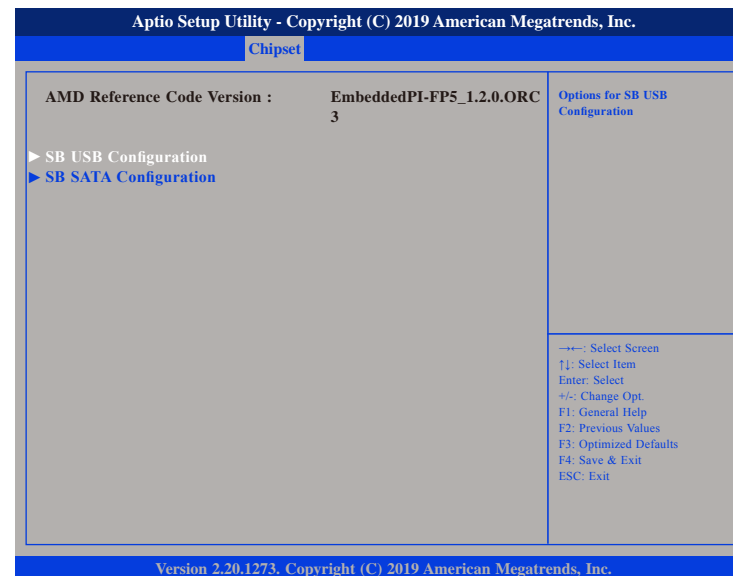 Aptio Setup Utility - Copyright (C) 2019 American Megatrends, Inc.
Chipset
AMD Reference Code Version : EmbeddedPI-FP5_1.2.0.ORC
3
▶ SB USB Configuration
▶ SB SATA Configuration
Options for SB USB
Configuration
→←: Select Screen
↑↓: Select Item
Enter: Select
+/-: Change Opt.
F1: General Help
F2: Previous Values
F3: Optimized Defaults
F4: Save & Exit
ESC: Exit
Version 2.20.1273. Copyright (C) 2019 American Megatrends, Inc.